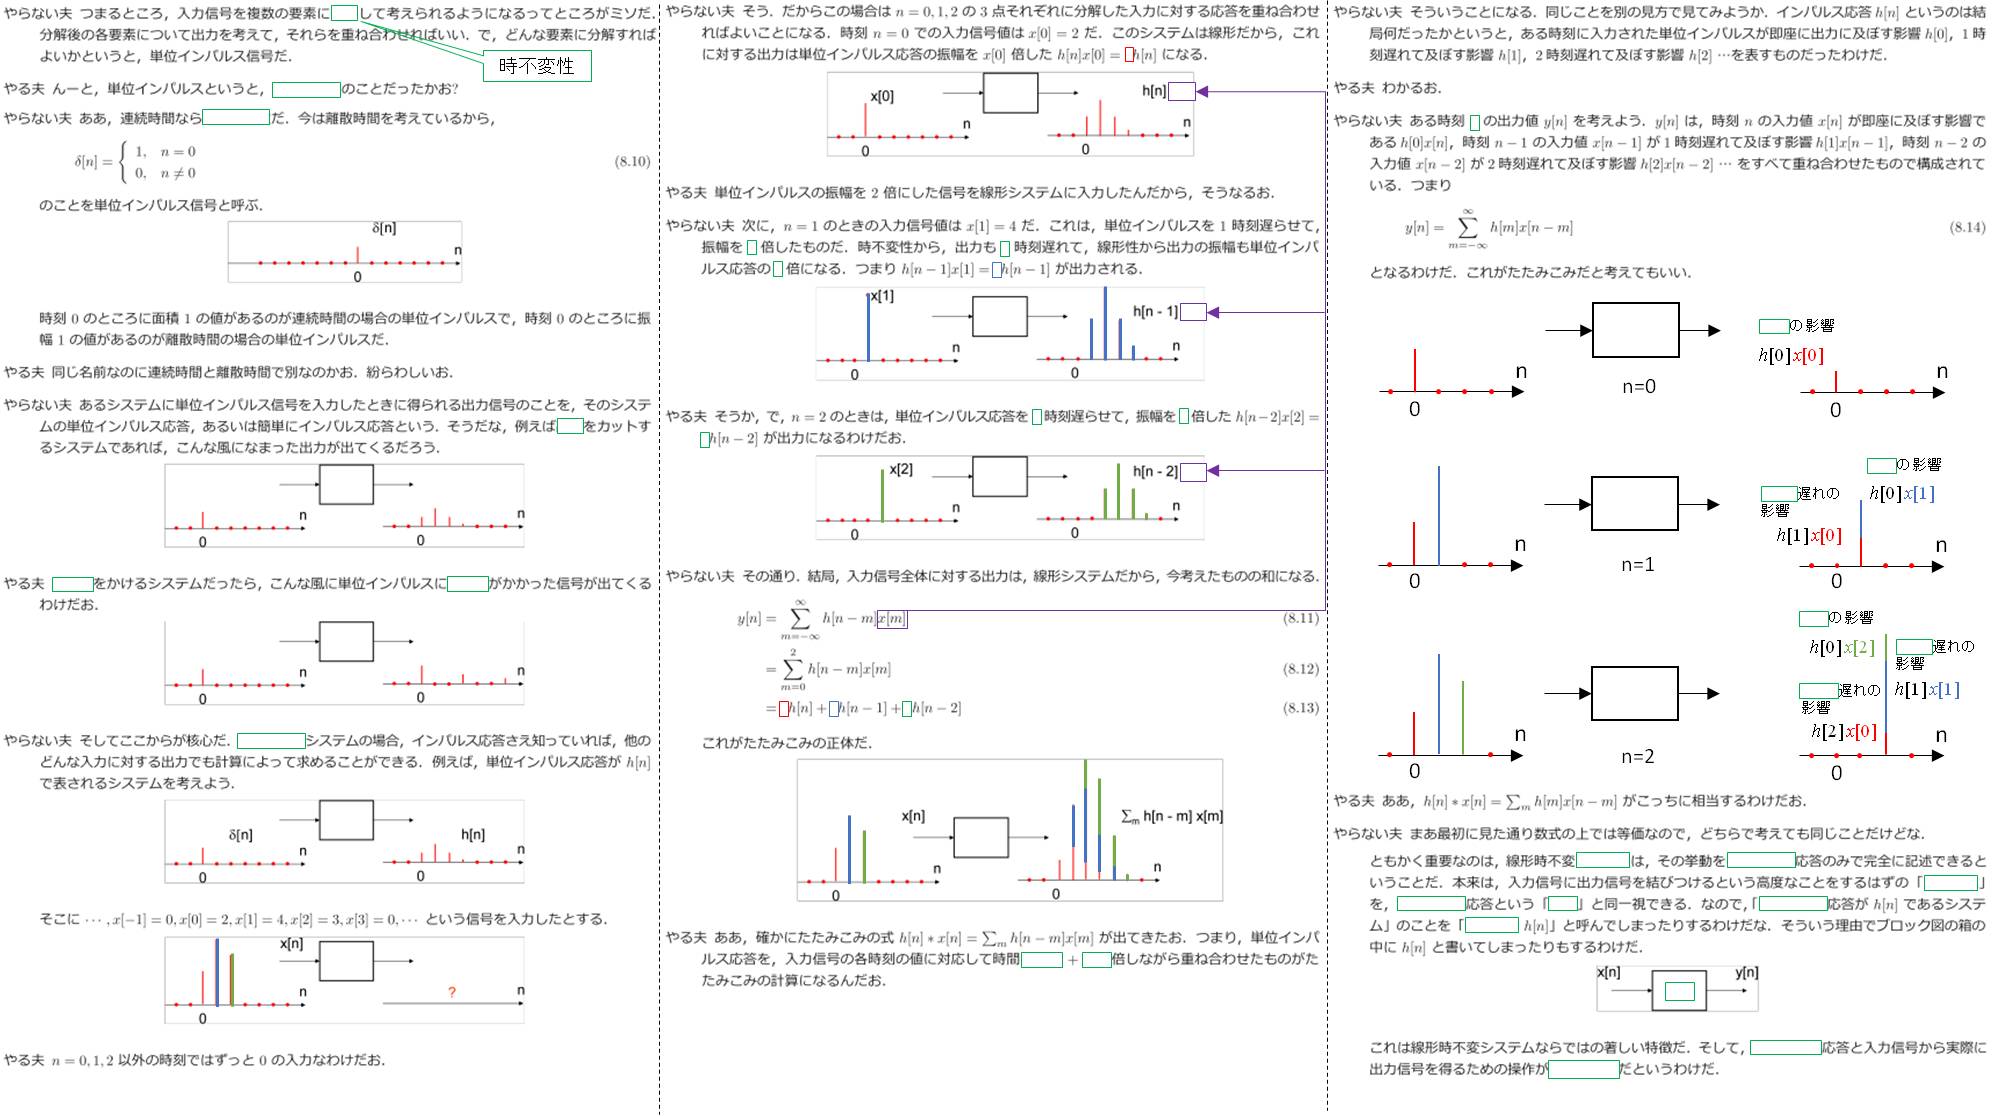 やらない夫 つまるところ，入力信号を複数の要素に して考えられるようになるってところがミソだ．
分解後の各要素について出力を考えて，それらを重ね合わせればいい．で，どんな要素に分解すれば
よいかというと，単位インパルス信号だ．
時不変性
やる夫 んーと，単位インパルスというと， のことだったかお?
やらない夫 ああ，連続時間なら だ．今は離散時間を考えているから，
δ[n] = { 1, n = 0
0, n ≠ 0
(8.10)
のことを単位インパルス信号と呼ぶ．
δ[n]
n
0
時刻 0 のところに面積 1 の値があるのが連続時間の場合の単位インパルスで，時刻 0 のところに振
幅 1 の値があるのが離散時間の場合の単位インパルスだ．
やる夫 同じ名前なのに連続時間と離散時間で別なのかお．紛らわしいお．
やらない夫 あるシステムに単位インパルス信号を入力したときに得られる出力信号のことを，そのシステ
ムの単位インパルス応答，あるいは簡単にインパルス応答という．そうだな，例えば をカットす
るシステムであれば，こんな風になまった出力が出てくるだろう．
n n
0 0
やる夫 をかけるシステムだったら，こんな風に単位インパルスに がかかった信号が出てくる
わけだお．
n n
0 0
やらない夫 そしてここからが核心だ． システムの場合，インパルス応答さえ知っていれば，他の
どんな入力に対する出力でも計算によって求めることができる．例えば，単位インパルス応答が h[n]
で表されるシステムを考えよう．
δ[n] h[n]
n n
0 0
そこに ⋯ , x[−1] = 0, x[0] = 2, x[1] = 4, x[2] = 3, x[3] = 0, ⋯ という信号を入力したとする．
x[n]
n ? n
0
やる夫 n = 0, 1, 2 以外の時刻ではずっと 0 の入力なわけだお．
やらない夫 そう．だからこの場合は n = 0, 1, 2 の 3 点それぞれに分解した入力に対する応答を重ね合わせ
ればよいことになる．時刻 n = 0 での入力信号値は x[0] = 2 だ．このシステムは線形だから，これ
に対する出力は単位インパルス応答の振幅を x[0] 倍した h[n]x[0] = h[n] になる．
x[0] h[n]
n n
0 0
やる夫 単位インパルスの振幅を 2 倍にした信号を線形システムに入力したんだから，そうなるお．
やらない夫 次に，n = 1 のときの入力信号値は x[1] = 4 だ．これは，単位インパルスを 1 時刻遅らせて，
振幅を 倍したものだ．時不変性から，出力も 時刻遅れて，線形性から出力の振幅も単位インパ
ルス応答の 倍になる．つまり h[n − 1]x[1] = h[n − 1] が出力される．
x[1] h[n - 1]
n n
0 0
やる夫 そうか，で，n = 2 のときは，単位インパルス応答を 時刻遅らせて，振幅を 倍した h[n−2]x[2] =
h[n − 2] が出力になるわけだお．
x[2] h[n - 2]
n n
0 0
やらない夫 その通り．結局，入力信号全体に対する出力は，線形システムだから，今考えたものの和になる．
y[n] = ∑_{m=−∞}^{∞} h[n − m]x[m] (8.11)
= ∑_{m=0}^{2} h[n − m]x[m] (8.12)
= h[n] + h[n − 1] + h[n − 2] (8.13)
これがたたみこみの正体だ．
x[n] ∑m h[n - m] x[m]
n n
0 0
やる夫 ああ，確かにたたみこみの式 h[n] ∗ x[n] = ∑m h[n − m]x[m] が出てきたお．つまり，単位インパ
ルス応答を，入力信号の各時刻の値に対応して時間 + 倍しながら重ね合わせたものがた
たみこみの計算になるんだお．
やらない夫 そういうことになる．同じことを別の見方で見てみようか．インパルス応答 h[n] というのは結
局何だったかというと，ある時刻に入力された単位インパルスが即座に出力に及ぼす影響 h[0]，1 時
刻遅れて及ぼす影響 h[1]，2 時刻遅れて及ぼす影響 h[2] ⋯を表すものだったわけだ．
やる夫 わかるお．
やらない夫 ある時刻 の出力値 y[n] を考えよう．y[n] は，時刻 n の入力値 x[n] が即座に及ぼす影響で
ある h[0]x[n]，時刻 n − 1 の入力値 x[n − 1] が 1 時刻遅れて及ぼす影響 h[1]x[n − 1]，時刻 n − 2 の
入力値 x[n − 2] が 2 時刻遅れて及ぼす影響 h[2]x[n − 2] ⋯ をすべて重ね合わせたもので構成されて
いる．つまり
y[n] = ∑_{m=−∞}^{∞} h[m]x[n − m] (8.14)
となるわけだ．これがたたみこみだと考えてもいい．
の影響
h[0]x[0]
n n=0 n
0 0
の影響
遅れの h[0]x[1]
影響
h[1]x[0]
n n=1 n
0 0
の影響
h[0]x[2] 遅れの
影響
遅れの h[1]x[1]
影響
h[2]x[0]
n n=2 n
0 0
やる夫 ああ，h[n] ∗ x[n] = ∑m h[m]x[n − m] がこっちに相当するわけだお．
やらない夫 まあ最初に見た通り数式の上では等価なので，どちらで考えても同じことだけどな．
ともかく重要なのは，線形時不変 は，その挙動を 応答のみで完全に記述できると
いうことだ．本来は，入力信号に出力信号を結びつけるという高度なことをするはずの「 」
を， 応答という「 」と同一視できる．なので，「 応答が h[n] であるシステ
ム」のことを「 h[n]」と呼んでしまったりするわけだな．そういう理由でブロック図の箱の
中に h[n] と書いてしまったりもするわけだ．
x[n] y[n]
これは線形時不変システムならではの著しい特徴だ．そして， 応答と入力信号から実際に
出力信号を得るための操作が だというわけだ．